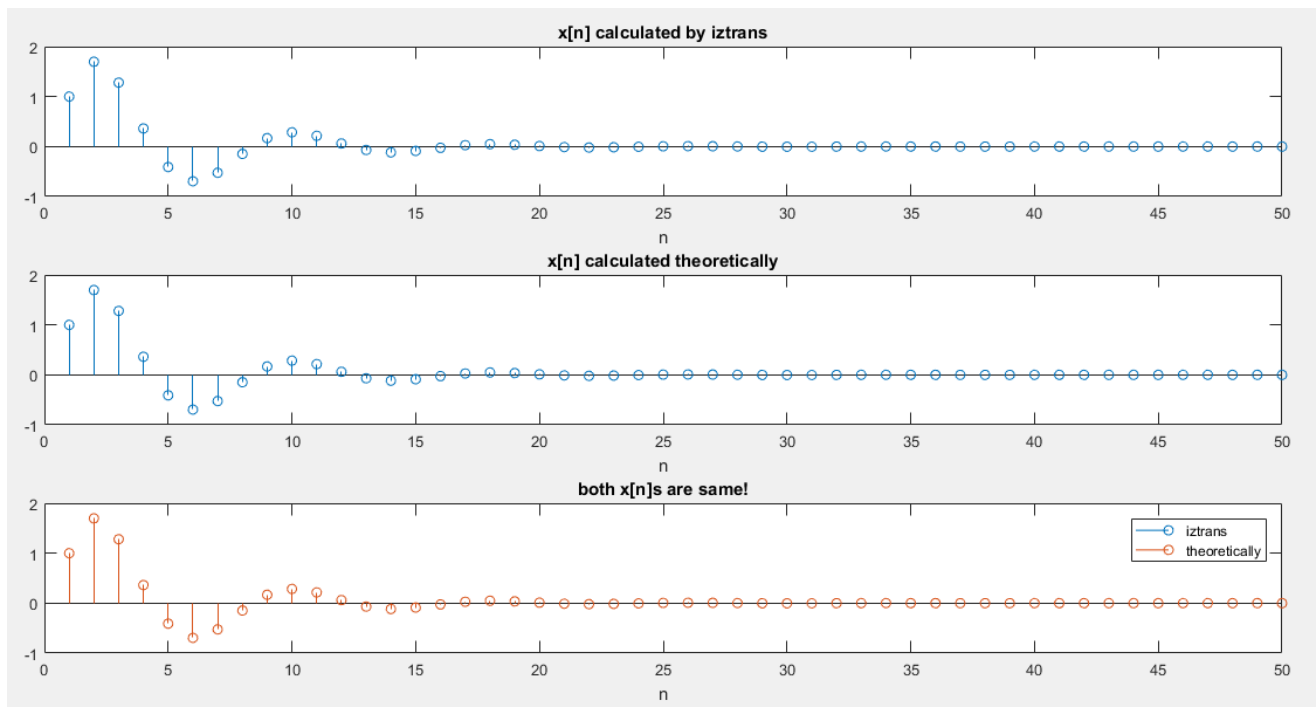 x[n] calculated by iztrans
2
1
0
-1
0 5 10 15 20 25 30 35 40 45 50
n
x[n] calculated theoretically
2
1
0
-1
0 5 10 15 20 25 30 35 40 45 50
n
both x[n]s are same!
2
1
0
-1
iztrans
theoretically
0 5 10 15 20 25 30 35 40 45 50
n